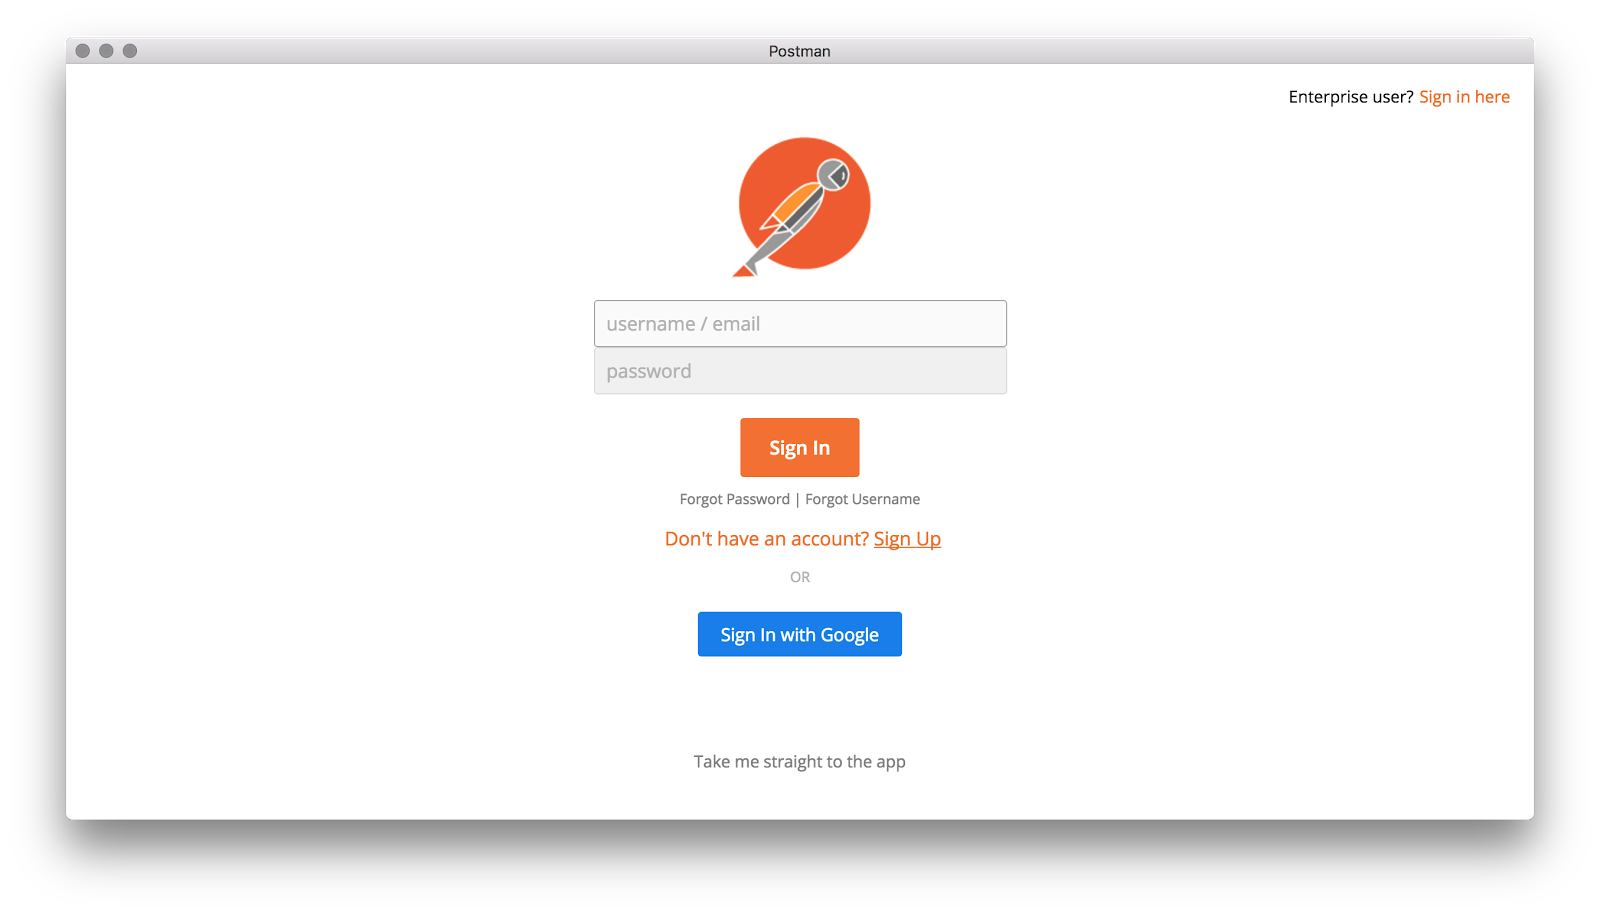 Postman
Enterprise user? Sign in here
username / email
password
Sign In
Forgot Password | Forgot Username
Don't have an account? Sign Up
OR
Sign In with Google
Take me straight to the app